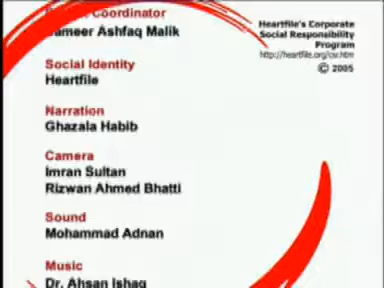 Coordinator
Sameer Ashfaq Malik
Social Identity
Heartfile
Narration
Ghazala Habib
Camera
Imran Sultan
Rizwan Ahmed Bhatti
Sound
Mohammad Adnan
Music
Dr. Ahsan Ishaq
Heartfile's Corporate
Social Responsibility
Program
http://heartfile.org/csr.htm
© 2005